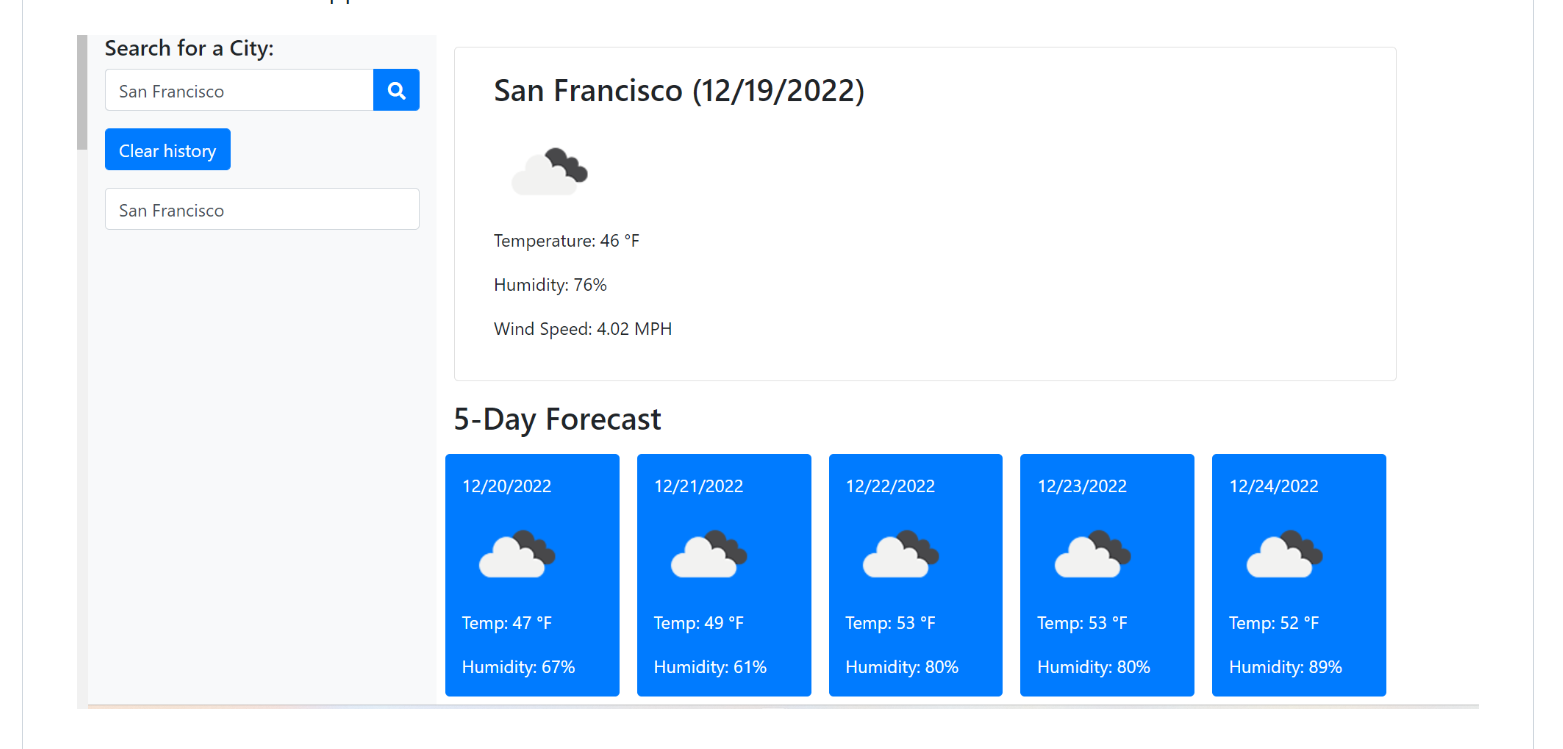 Search for a City:
San Francisco
Clear history
San Francisco
San Francisco (12/19/2022)
Temperature: 46 °F
Humidity: 76%
Wind Speed: 4.02 MPH
5-Day Forecast
12/20/2022
Temp: 47 °F
Humidity: 67%
12/21/2022
Temp: 49 °F
Humidity: 61%
12/22/2022
Temp: 53 °F
Humidity: 80%
12/23/2022
Temp: 53 °F
Humidity: 80%
12/24/2022
Temp: 52 °F
Humidity: 89%